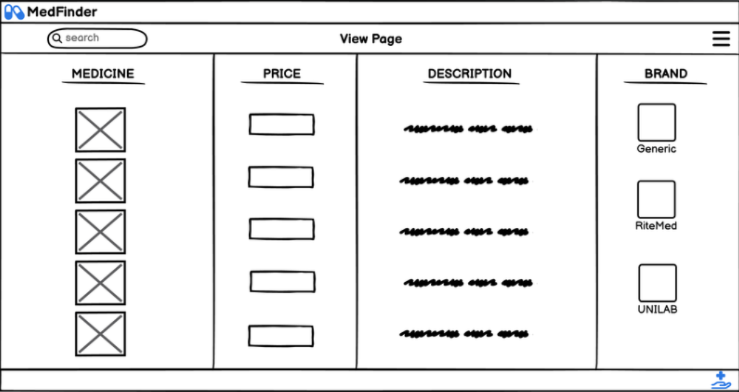 MedFinder
search
View Page
MEDICINE
PRICE
DESCRIPTION
BRAND
Generic
RiteMed
UNILAB